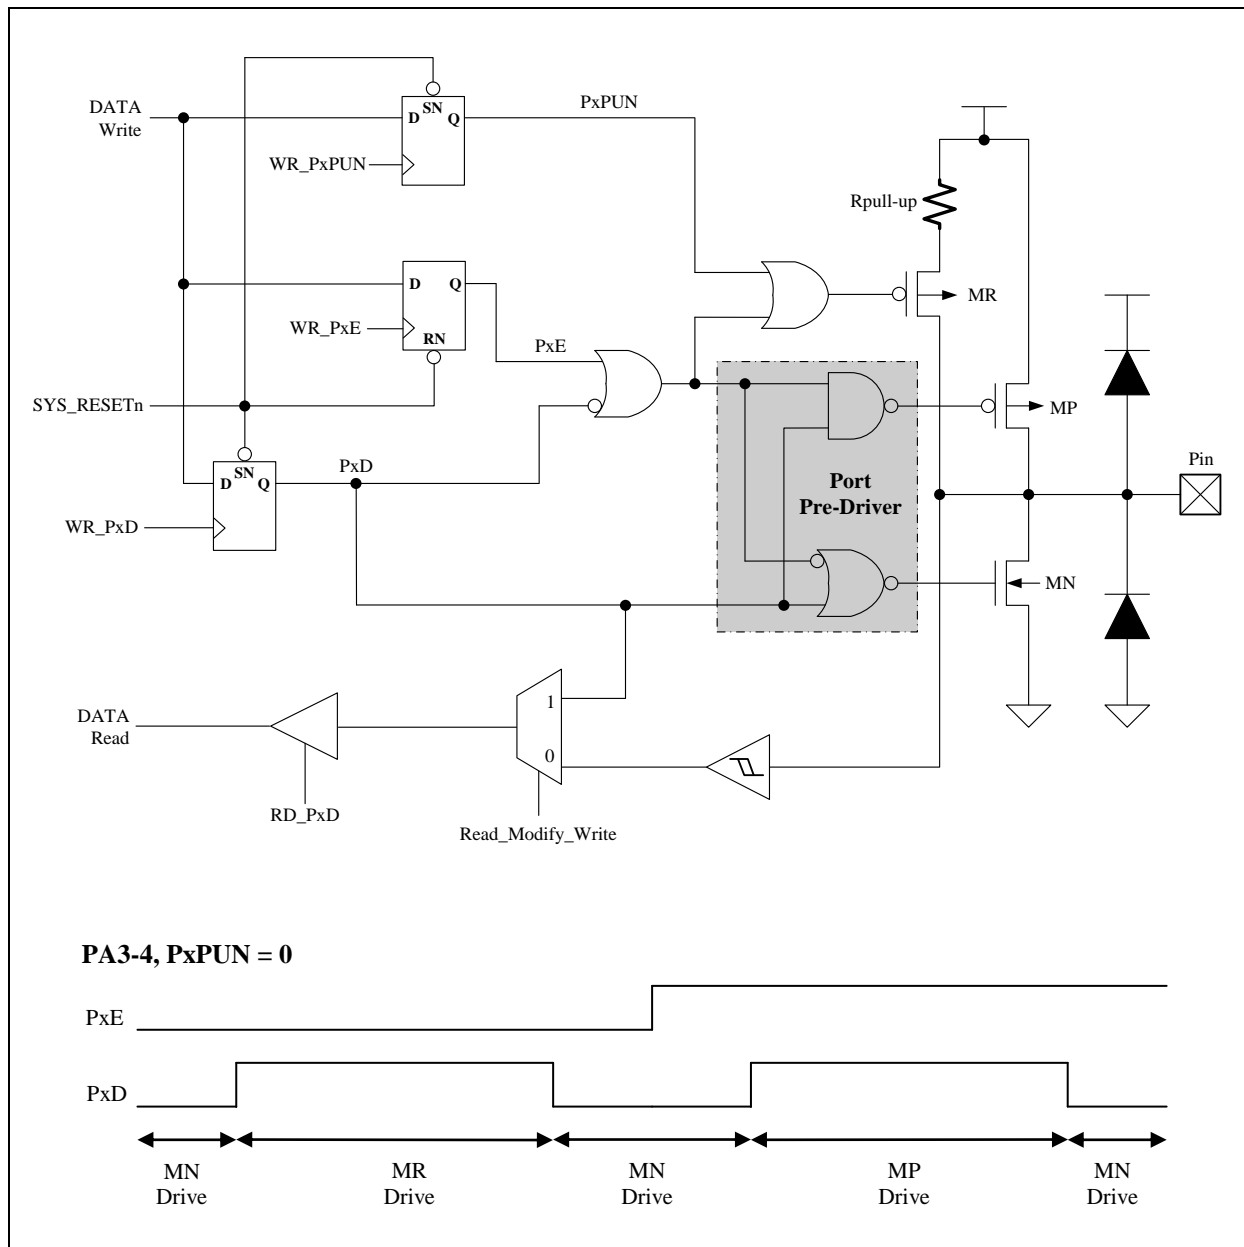 DATA
Write
SN
D
Q
WR_PxPUN
PxPUN
Rpull-up
D
Q
WR_PxE
RN
PxE
MR
SYS_RESETn
MP
SN
D
Q
WR_PxD
PxD
Port
Pre-Driver
Pin
MN
DATA
Read
1
0
RD_PxD
Read_Modify_Write
PA3-4, PxPUN = 0
PxE
PxD
MN
Drive
MR
Drive
MN
Drive
MP
Drive
MN
Drive